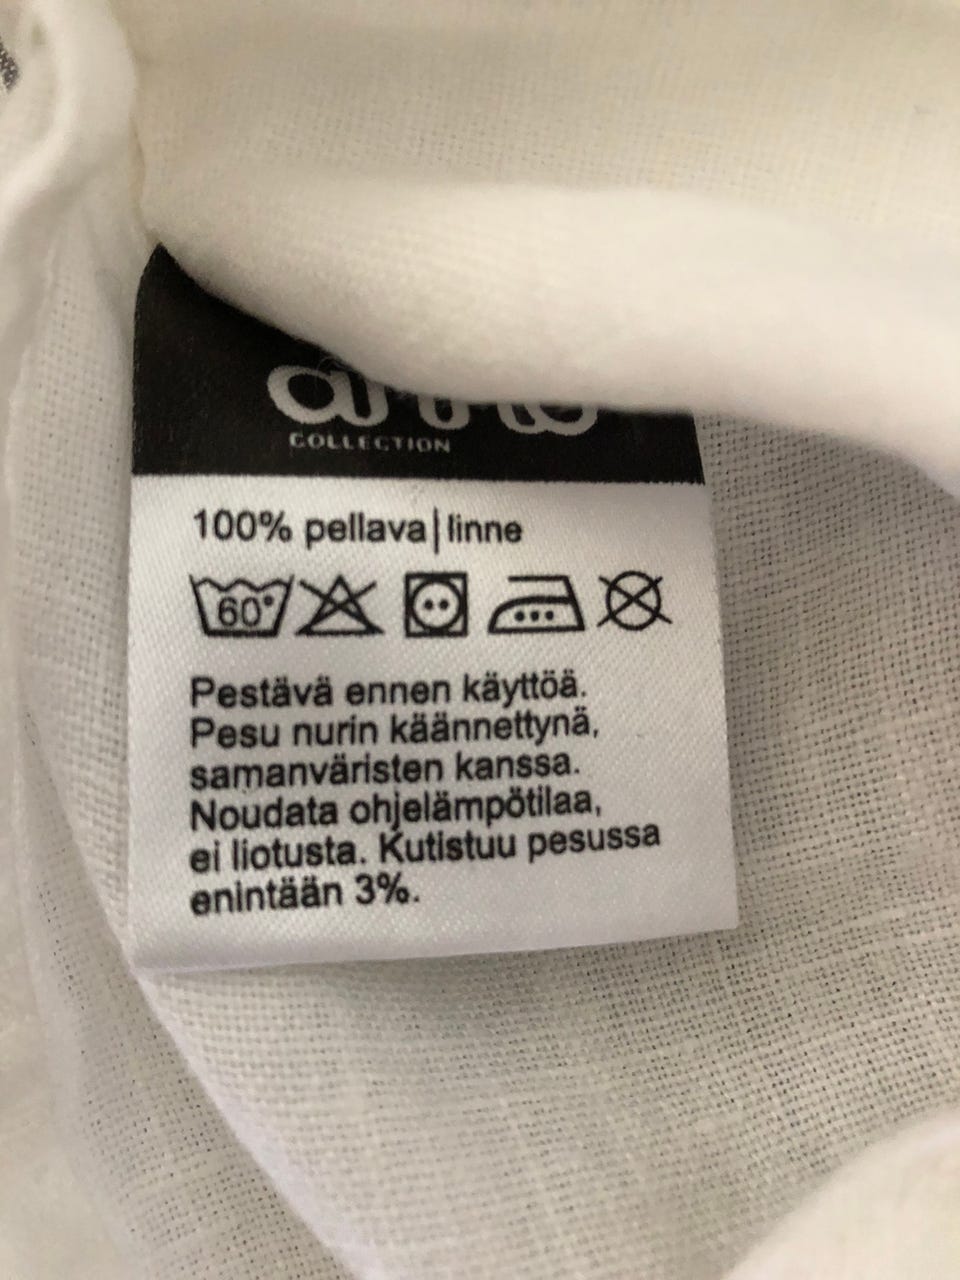 COLLECTION
100% pellava|linne
60°
Pestävä ennen käyttöä.
Pesu nurin käännettynä,
samanväristen kanssa.
Noudata ohjelämpötilaa,
ei liotusta. Kutistuu pesussa
enintään 3%.